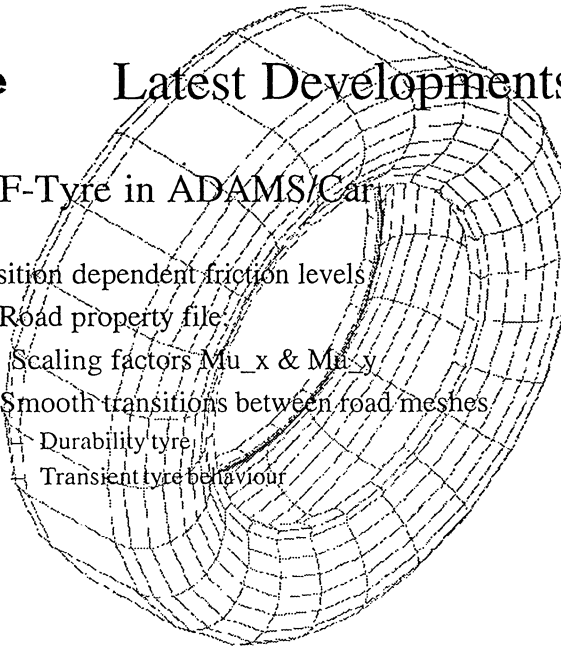 e Latest Developments
F-Tyre in ADAMS/Car
sition dependent friction levels
Road property file:
Scaling factors Mu_x & Mu_y
Smooth transitions between road meshes
– Durability tyre
– Transient tyre behaviour